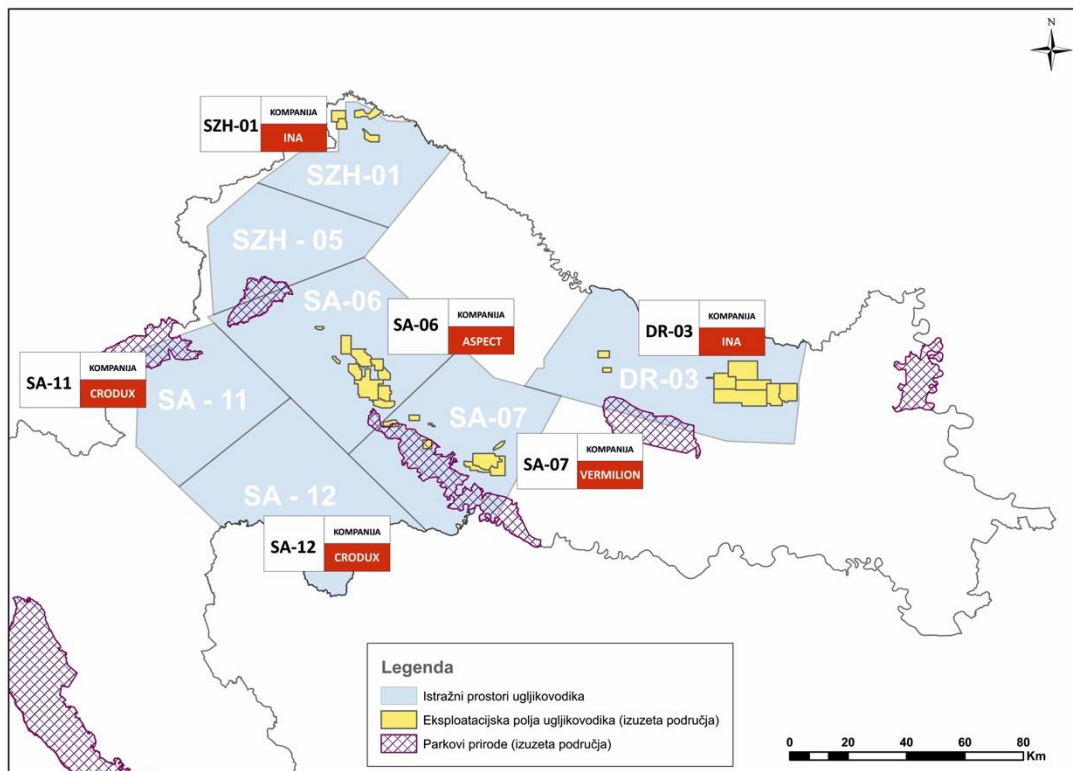 N
SZH-01
KOMPANIJA
INA
SZH-01
SZH - 05
SA-06
SA-06
KOMPANIJA
ASPECT
DR-03
KOMPANIJA
INA
DR-03
SA-11
KOMPANIJA
CRODUX
SA - 11
SA-07
SA-07
KOMPANIJA
VERMILION
SA - 12
SA-12
KOMPANIJA
CRODUX
Legenda
Istražni prostori ugljikovodika
Eksploatacijska polja ugljikovodika (izuzeta područja)
Parkovi prirode (izuzeta područja)
0 20 40 60 80
Km